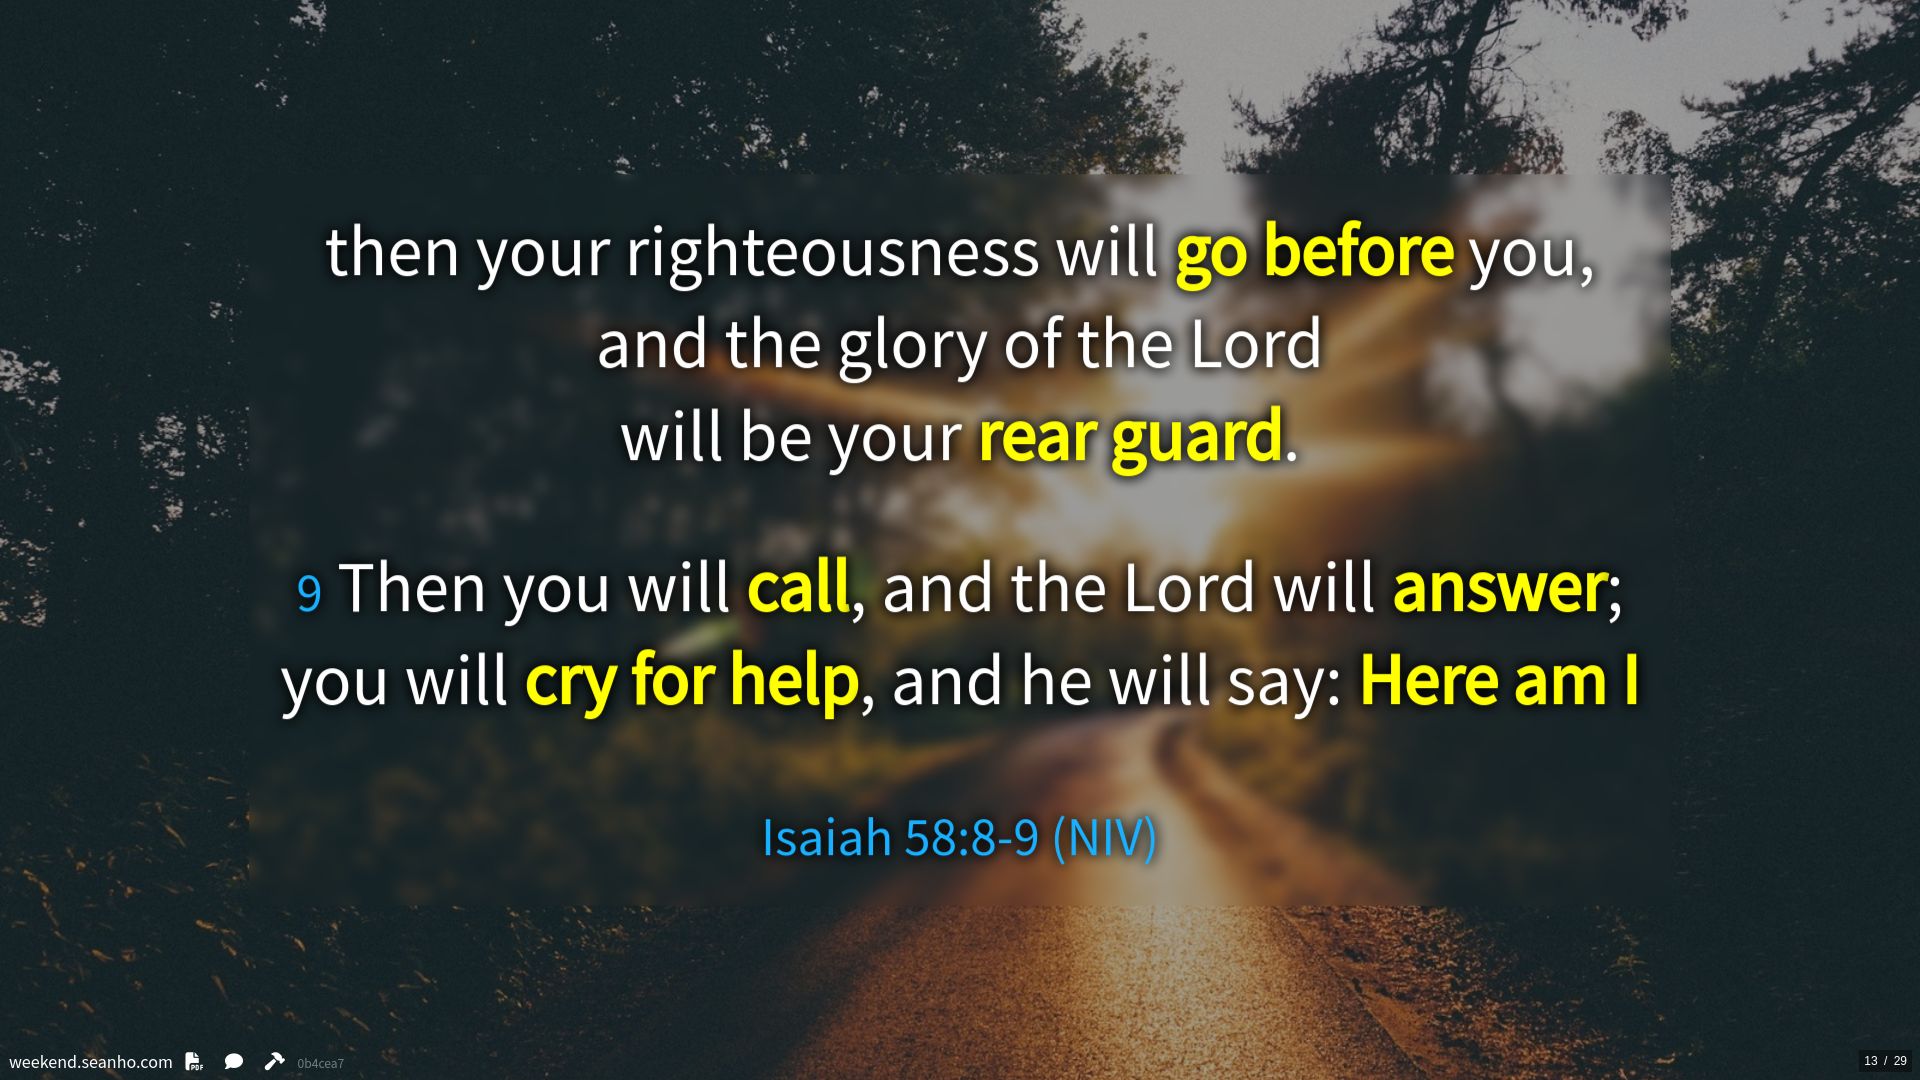 then your righteousness will go before you,
and the glory of the Lord
will be your rear guard.
9 Then you will call, and the Lord will answer;
you will cry for help, and he will say: Here am I
Isaiah 58:8-9 (NIV)
weekend.seanho.com PDF 0b4cea7
13 / 29